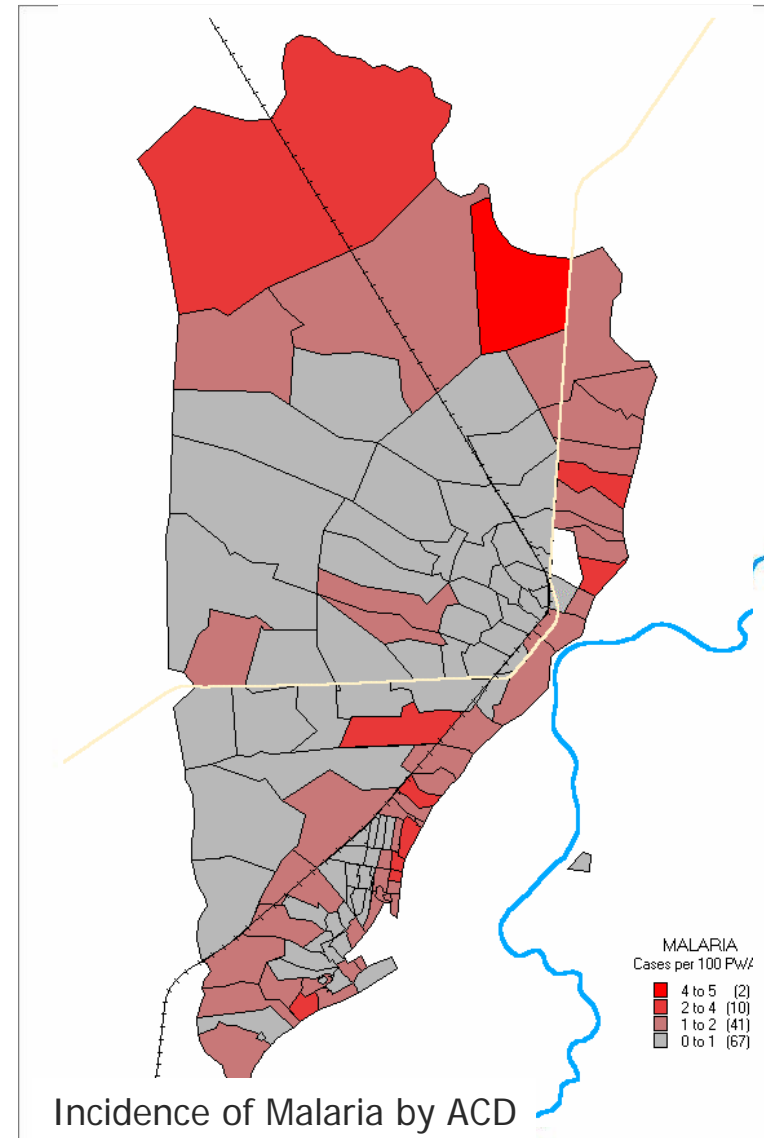 MALARIA
Cases per 100 PW
4 to 5 (2)
2 to 4 (10)
1 to 2 (41)
0 to 1 (67)
Incidence of Malaria by ACD